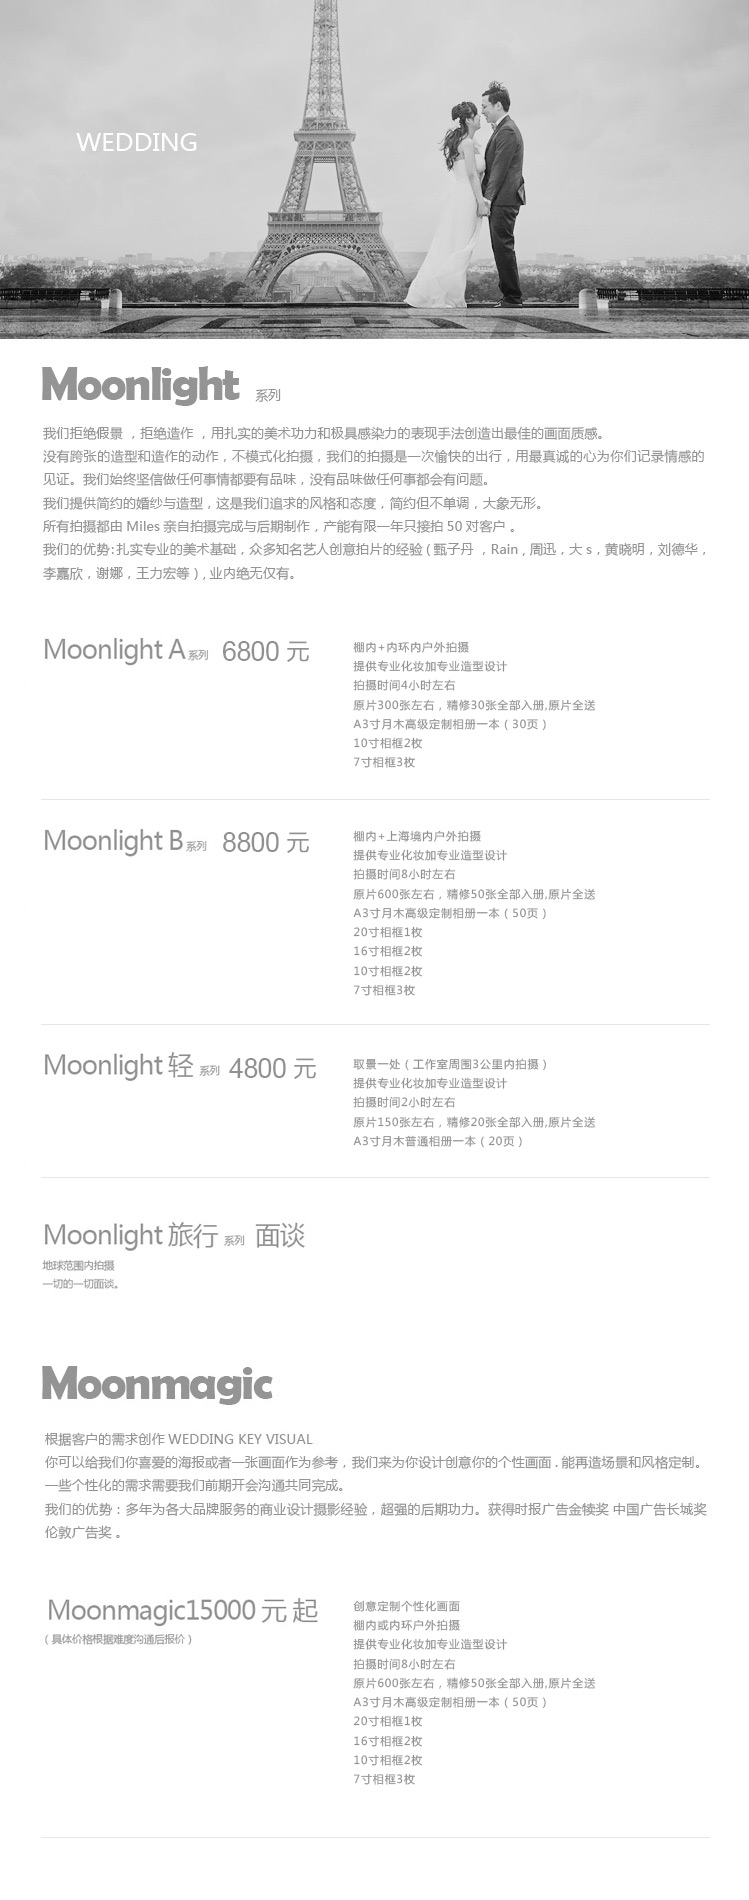 WEDDING
Moonlight 系列
我们拒绝假景 ，拒绝造作 ，用扎实的美术功力和极具感染力的表现手法创造出最佳的画面质感。
没有跨张的造型和造作的动作，不模式化拍摄，我们的拍摄是一次愉快的出行，用最真诚的心为你们记录情感的
见证。我们始终坚信做任何事情都要有品味，没有品味做任何事都会有问题。
我们提供简约的婚纱与造型，这是我们追求的风格和态度，简约但不单调，大象无形。
所有拍摄都由 Miles 亲自拍摄完成与后期制作，产能有限一年只接拍 50 对客户 。
我们的优势:扎实专业的美术基础，众多知名艺人创意拍片的经验 ( 甄子丹 ，Rain , 周迅，大 s，黄晓明，刘德华，
李嘉欣，谢娜，王力宏等 ) , 业内绝无仅有。
Moonlight A 系列 6800 元
棚内+内环内户外拍摄
提供专业化妆加专业造型设计
拍摄时间4小时左右
原片300张左右，精修30张全部入册,原片全送
A3寸月木高级定制相册一本（30页）
10寸相框2枚
7寸相框3枚
Moonlight B 系列 8800 元
棚内+上海境内户外拍摄
提供专业化妆加专业造型设计
拍摄时间8小时左右
原片600张左右，精修50张全部入册,原片全送
A3寸月木高级定制相册一本（50页）
20寸相框1枚
16寸相框2枚
10寸相框2枚
7寸相框3枚
Moonlight 轻 系列 4800 元
取景一处（工作室周围3公里内拍摄）
提供专业化妆加专业造型设计
拍摄时间2小时左右
原片150张左右，精修20张全部入册,原片全送
A3寸月木普通相册一本（20页）
Moonlight 旅行 系列 面谈
地球范围内拍摄
一切的一切面谈。
Moonmagic
根据客户的需求创作 WEDDING KEY VISUAL
你可以给我们你喜爱的海报或者一张画面作为参考，我们来为你设计创意你的个性画面 . 能再造场景和风格定制。
一些个性化的需求需要我们前期开会沟通共同完成。
我们的优势：多年为各大品牌服务的商业设计摄影经验，超强的后期功力。获得时报广告金犊奖 中国广告长城奖
伦敦广告奖 。
Moonmagic15000 元 起
（具体价格根据难度沟通后报价）
创意定制个性化画面
棚内或内环户外拍摄
提供专业化妆加专业造型设计
拍摄时间8小时左右
原片600张左右，精修50张全部入册,原片全送
A3寸月木高级定制相册一本（50页）
20寸相框1枚
16寸相框2枚
10寸相框2枚
7寸相框3枚